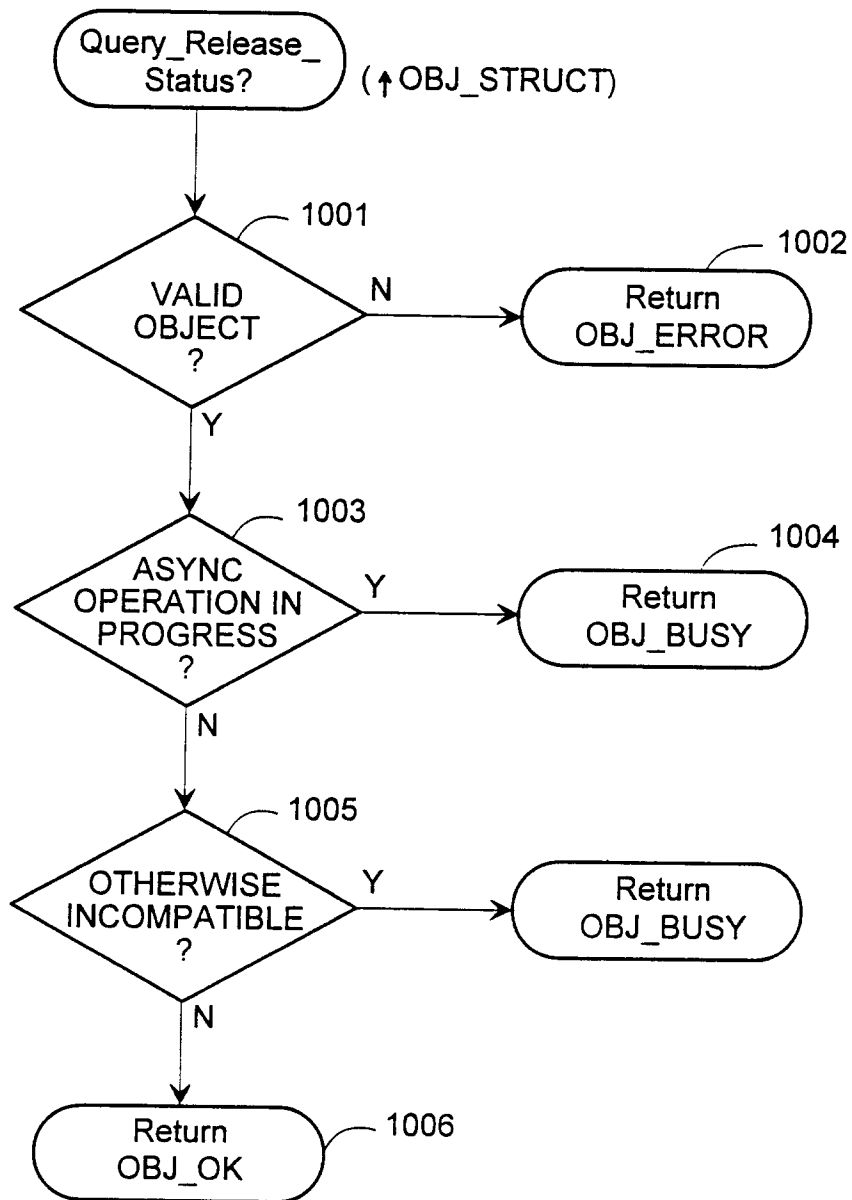 Query_Release_
Status?
(↑OBJ_STRUCT)
1001
VALID
OBJECT
?
N
1002
Return
OBJ_ERROR
Y
1003
ASYNC
OPERATION IN
PROGRESS
?
Y
1004
Return
OBJ_BUSY
N
1005
OTHERWISE
INCOMPATIBLE
?
Y
Return
OBJ_BUSY
N
Return
OBJ_OK
1006